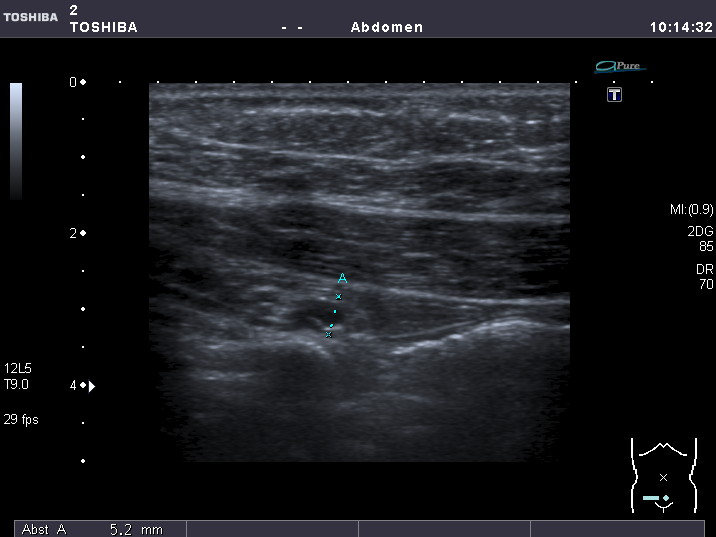 TOSHIBA
2
TOSHIBA - - Abdomen 10:14:32
aPure
T
0
MI:(0.9)
2DG
85
DR
70
2
A
12L5
T9.0
4
29 fps
Abst A 5.2 mm